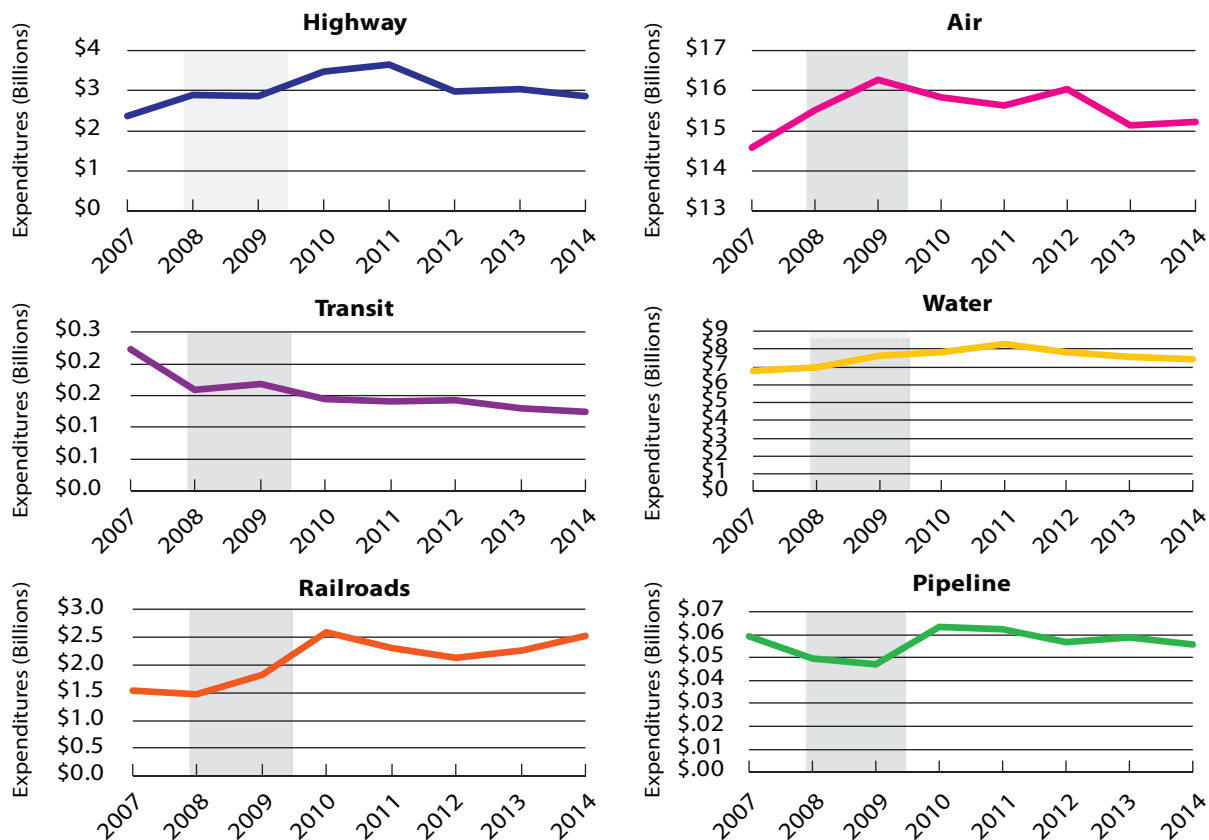 Highway
Expenditures (Billions)
$4
$3
$2
$1
$0
2007 2008 2009 2010 2011 2012 2013 2014
Air
Expenditures (Billions)
$17
$16
$15
$14
$13
2007 2008 2009 2010 2011 2012 2013 2014
Transit
Expenditures (Billions)
$0.3
$0.2
$0.2
$0.1
$0.1
$0.0
2007 2008 2009 2010 2011 2012 2013 2014
Water
Expenditures (Billions)
$9
$8
$7
$6
$5
$4
$3
$2
$1
$0
2007 2008 2009 2010 2011 2012 2013 2014
Railroads
Expenditures (Billions)
$3.0
$2.5
$2.0
$1.5
$1.0
$0.5
$0.0
2007 2008 2009 2010 2011 2012 2013 2014
Pipeline
Expenditures (Billions)
$.07
$.06
$.05
$.04
$.03
$.02
$.01
$.00
2007 2008 2009 2010 2011 2012 2013 2014